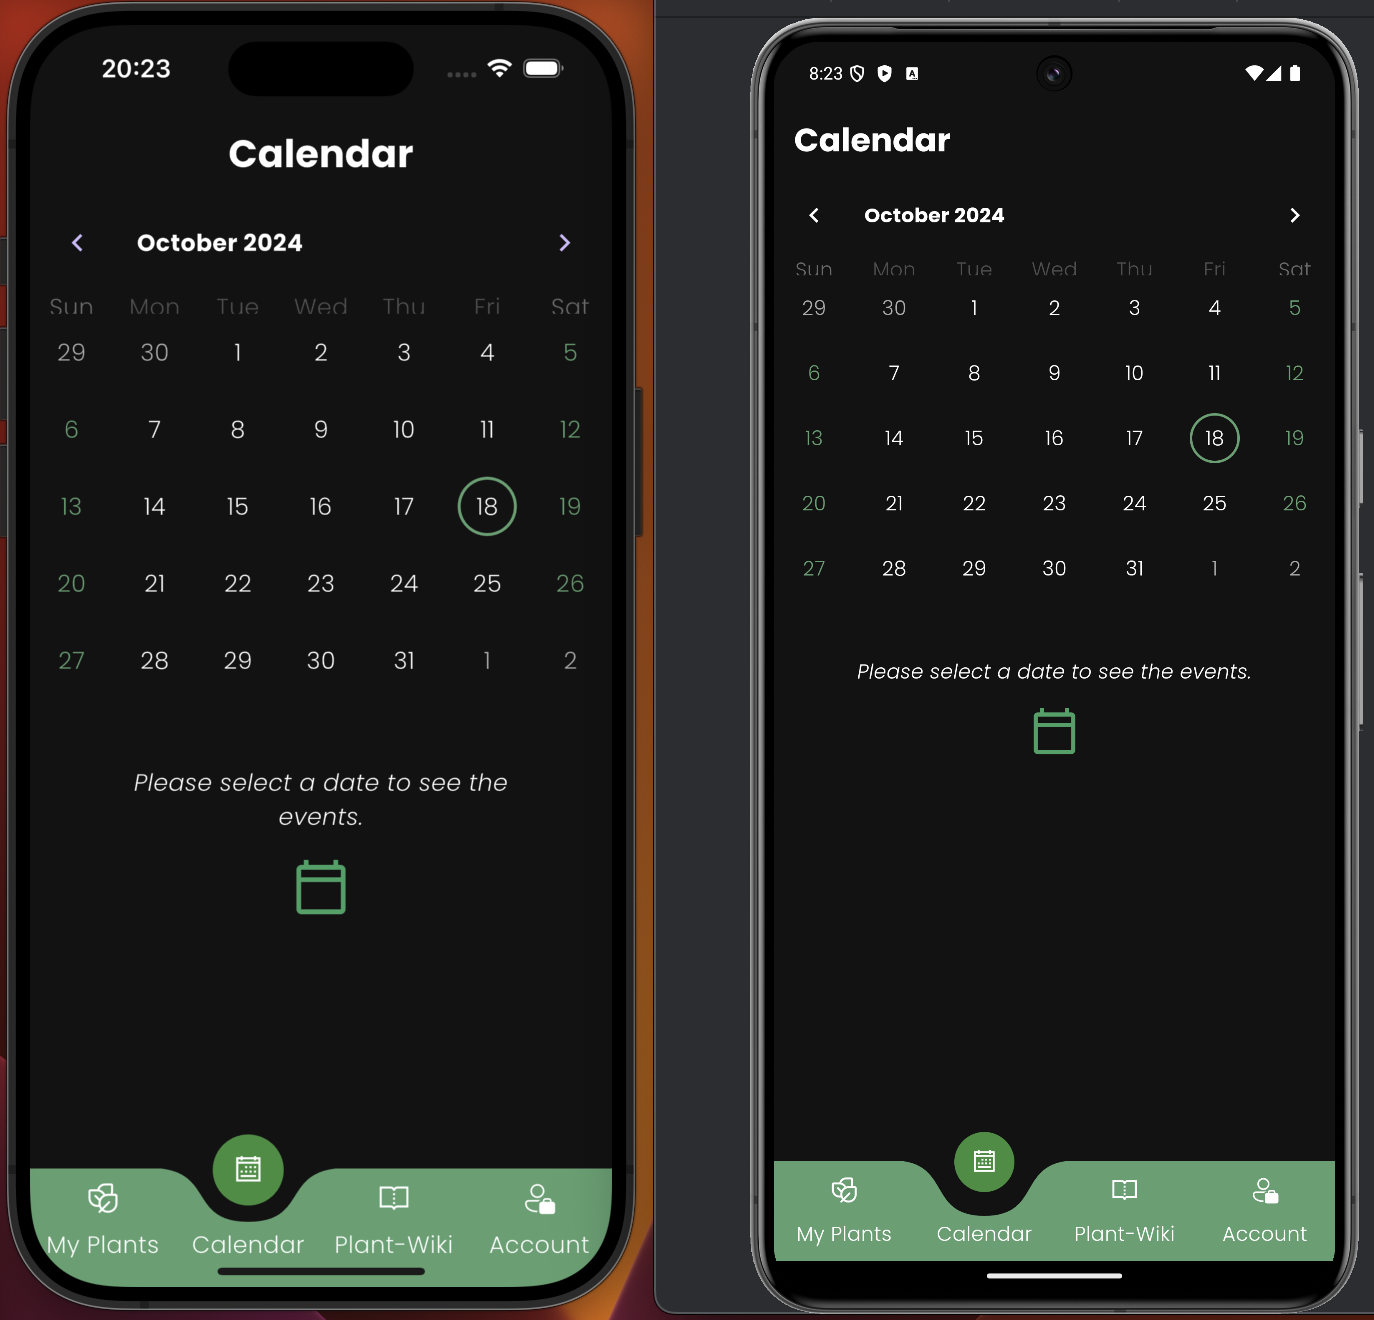 20:23
Calendar
October 2024
Sun Mon Tue Wed Thu Fri Sat
29 30 1 2 3 4 5
6 7 8 9 10 11 12
13 14 15 16 17 18 19
20 21 22 23 24 25 26
27 28 29 30 31 1 2
Please select a date to see the
events.
My Plants Calendar Plant-Wiki Account
8:23
A
Calendar
October 2024
Sun Mon Tue Wed Thu Fri Sat
29 30 1 2 3 4 5
6 7 8 9 10 11 12
13 14 15 16 17 18 19
20 21 22 23 24 25 26
27 28 29 30 31 1 2
Please select a date to see the events.
My Plants Calendar Plant-Wiki Account